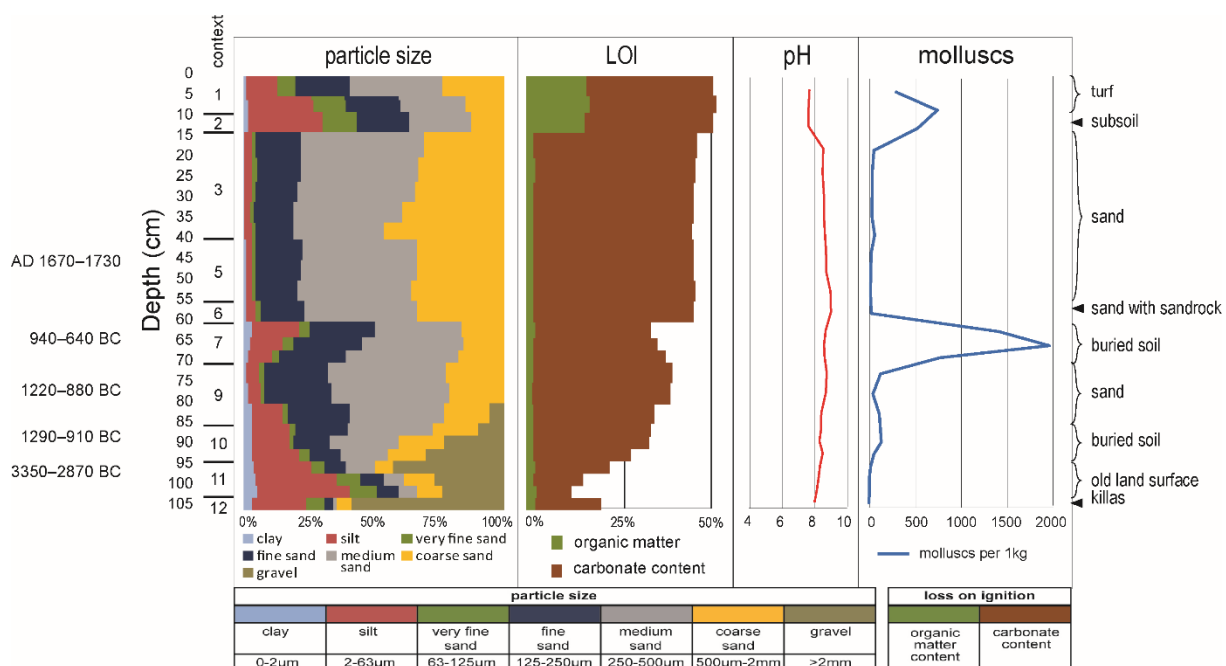 context
particle size
LOI
pH
molluscs
Depth (cm)
0
5
10
15
20
25
30
35
40
45
50
55
60
65
70
75
80
85
90
95
100
105
1
2
3
5
6
7
9
10
11
12
AD 1670–1730
940–640 BC
1220–880 BC
1290–910 BC
3350–2870 BC
turf
subsoil
sand
sand with sandrock
buried soil
sand
buried soil
old land surface
killas
0% 25% 50% 75% 100%
0% 25% 50%
4 6 8 10
0 500 1000 1500 2000
clay silt very fine sand
fine sand medium sand coarse sand
gravel
organic matter
carbonate content
molluscs per 1kg
particle size
clay silt very fine sand fine sand medium sand coarse sand gravel
0-2um 2-63um 63-125um 125-250um 250-500um 500um-2mm >2mm
loss on ignition
organic matter content carbonate content